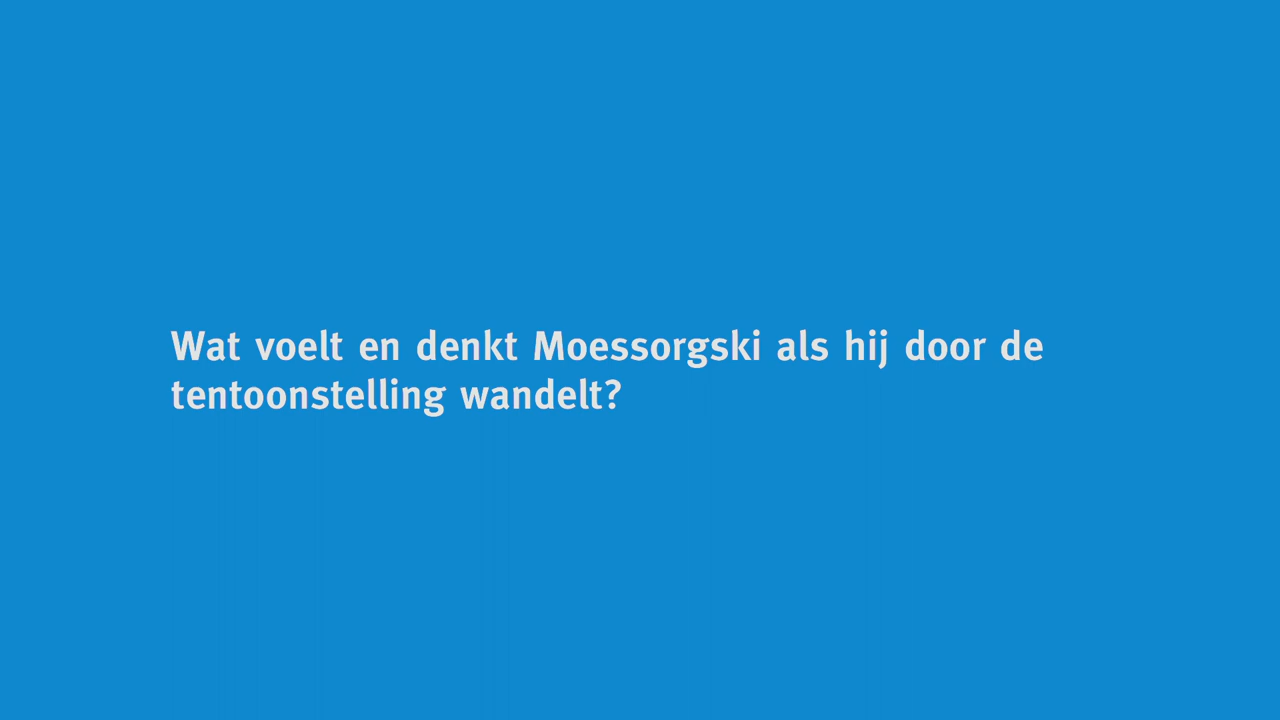 Wat voelt en denkt Moessorgski als hij door de
tentoonstelling wandelt?